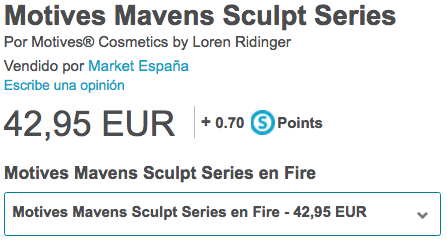 Motives Mavens Sculpt Series
Por Motives® Cosmetics by Loren Ridinger
Vendido por Market España
Escribe una opinión
42,95 EUR + 0.70 S Points
Motives Mavens Sculpt Series en Fire
Motives Mavens Sculpt Series en Fire - 42,95 EUR